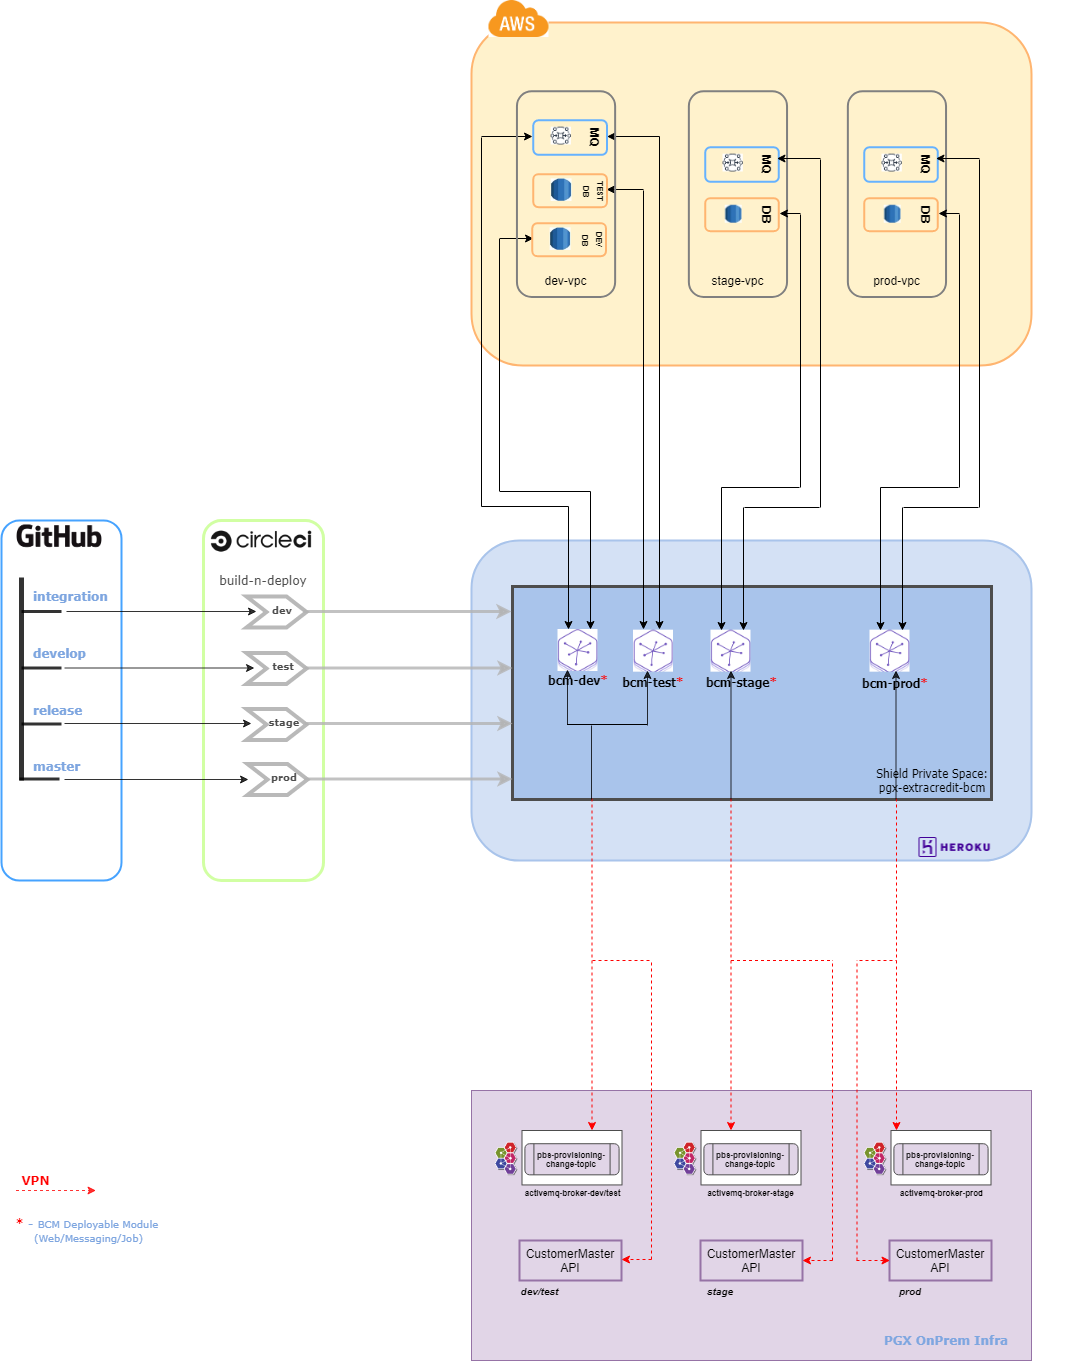 AWS
MQ
TEST
DB
DEV
DB
dev-vpc
MQ
DB
stage-vpc
MQ
DB
prod-vpc
GitHub
integration
develop
release
master
circleci
build-n-deploy
dev
test
stage
prod
bcm-dev*
bcm-test*
bcm-stage*
bcm-prod*
Shield Private Space:
pgx-extracredit-bcm
HEROKU
VPN
* - BCM Deployable Module
(Web/Messaging/Job)
pbs-provisioning-
change-topic
activemq-broker-dev/test
pbs-provisioning-
change-topic
activemq-broker-stage
pbs-provisioning-
change-topic
activemq-broker-prod
CustomerMaster
API
dev/test
CustomerMaster
API
stage
CustomerMaster
API
prod
PGX OnPrem Infra